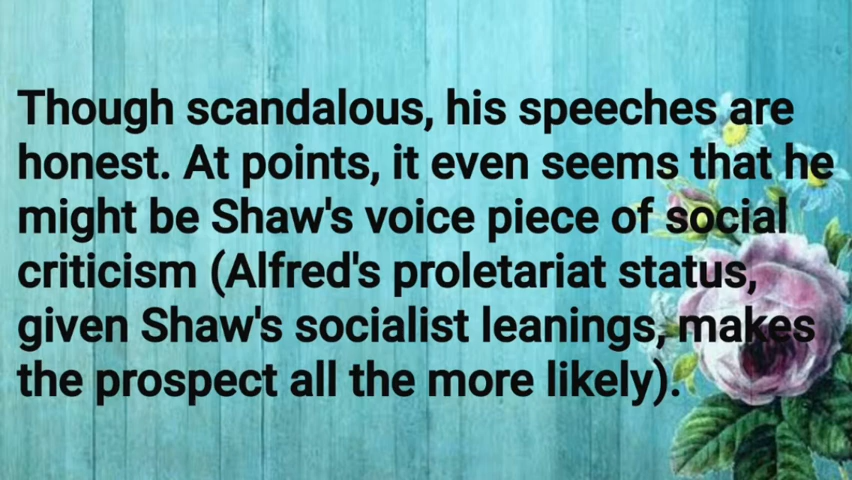 Though scandalous, his speeches are
honest. At points, it even seems that he
might be Shaw's voice piece of social
criticism (Alfred's proletariat status,
given Shaw's socialist leanings, makes
the prospect all the more likely).